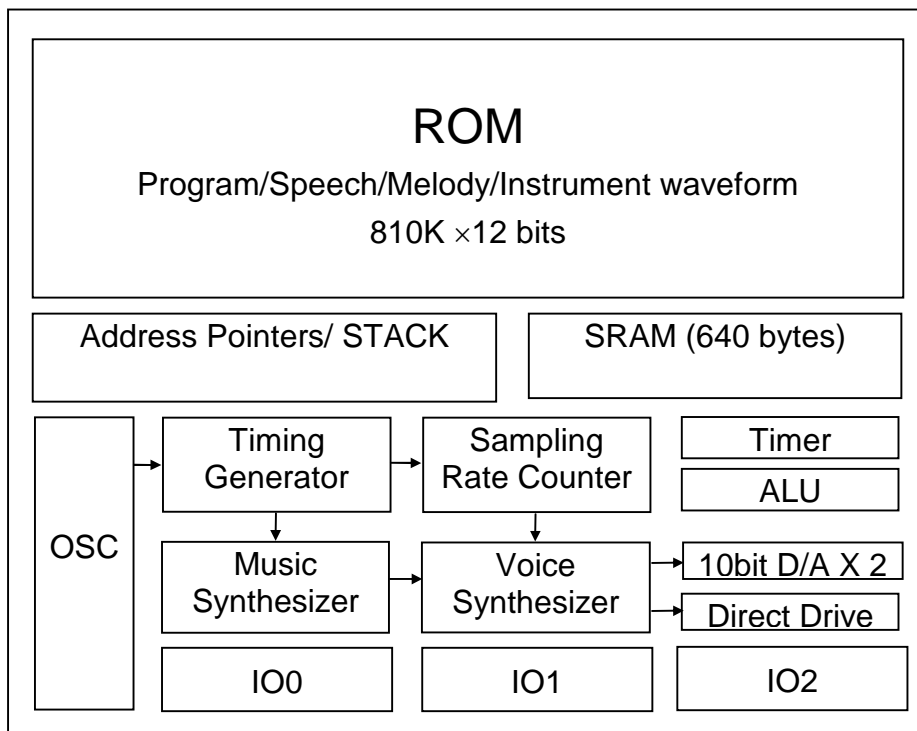 ROM
Program/Speech/Melody/Instrument waveform
810K ×12 bits
Address Pointers/ STACK
SRAM (640 bytes)
OSC
Timing
Generator
Sampling
Rate Counter
Timer
ALU
Music
Synthesizer
Voice
Synthesizer
10bit D/A X 2
Direct Drive
IO0
IO1
IO2